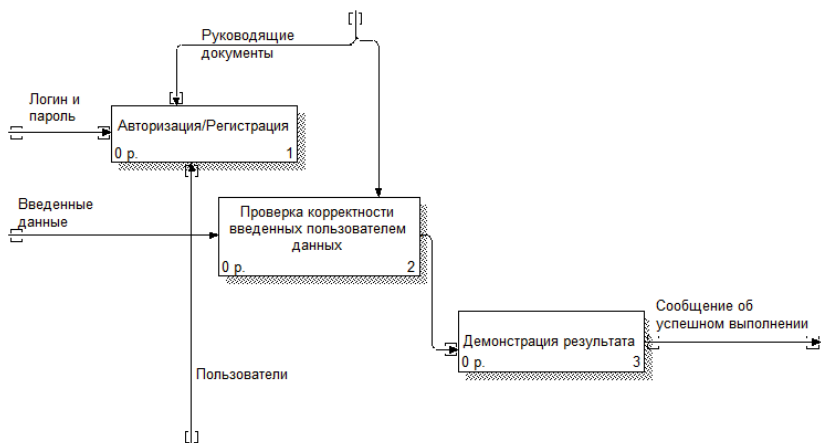 Руководящие
документы
Логин и
пароль
Авторизация/Регистрация
0 р. 1
Введенные
данные
Проверка корректности
введенных пользователем
данных
0 р. 2
Сообщение об
успешном выполнении
Демонстрация результата
0 р. 3
Пользователи